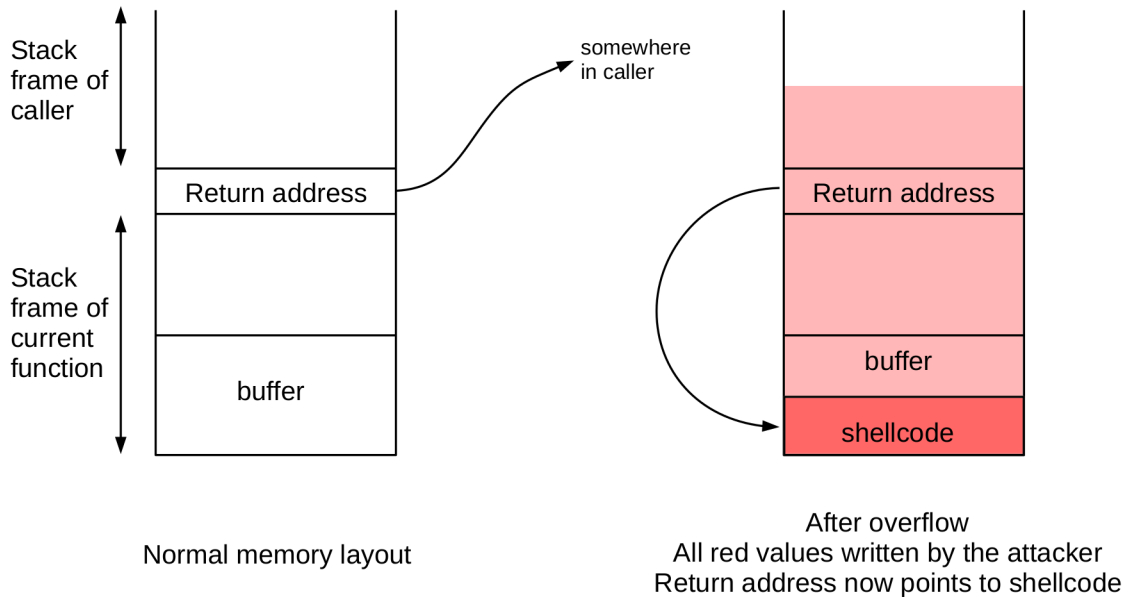 Stack
frame of
caller
Return address
somewhere
in caller
Stack
frame of
current
function
buffer
Normal memory layout
Return address
buffer
shellcode
After overflow
All red values written by the attacker
Return address now points to shellcode